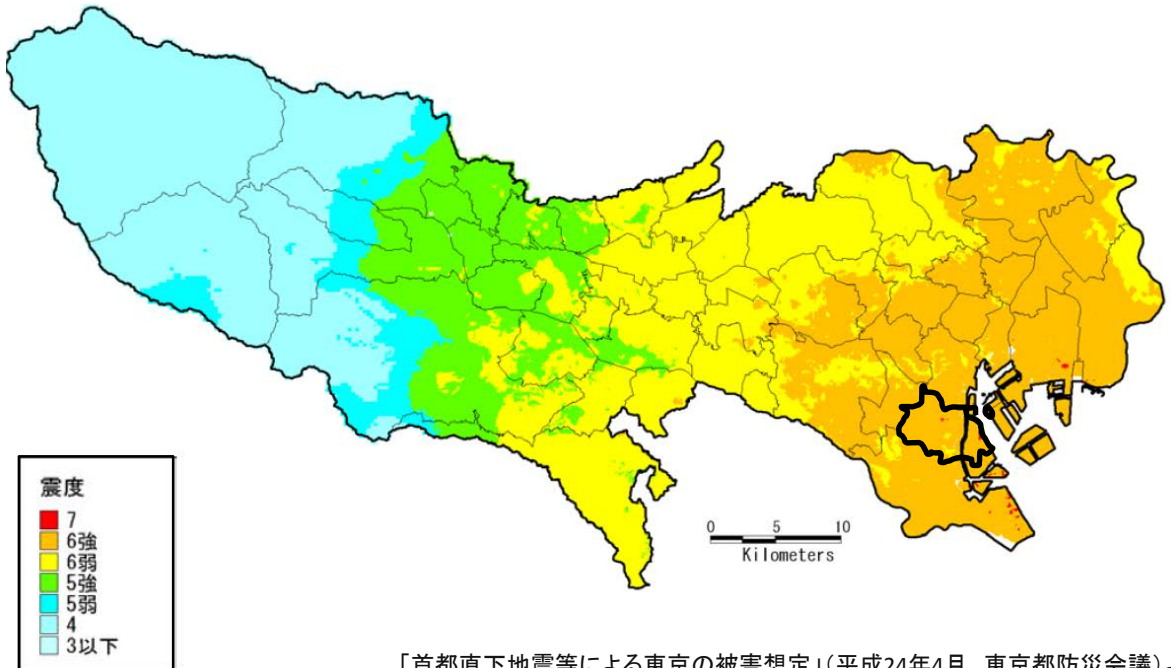 0 5 10
Kilometers
震度
7
6強
6弱
5強
5弱
4
3以下
「首都直下地震等による東京の被害想定」(平成24年4月 東京都防災会議)